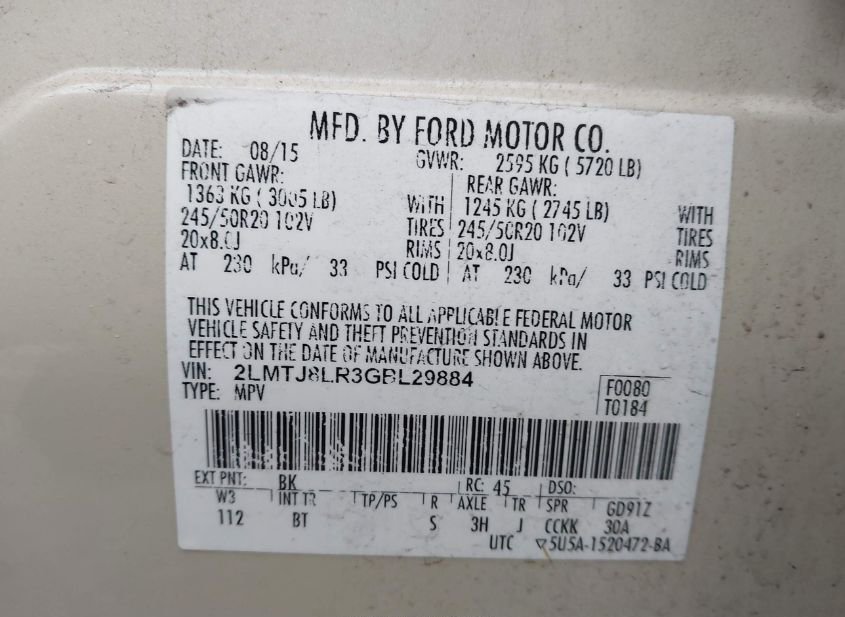 MFD. BY FORD MOTOR CO.
DATE: 08/15 GVWR: 2595 KG ( 5720 LB)
FRONT GAWR: REAR GAWR:
1363 KG ( 3005 LB) WITH 1245 KG ( 2745 LB) WITH
245/50R20 102V TIRES 245/50R20 102V TIRES
20x8.0J RIMS 20x8.0J RIMS
AT 230 kPa/ 33 PSI COLD AT 230 kPa/ 33 PSI COLD
THIS VEHICLE CONFORMS TO ALL APPLICABLE FEDERAL MOTOR
VEHICLE SAFETY AND THEFT PREVENTION STANDARDS IN
EFFECT ON THE DATE OF MANUFACTURE SHOWN ABOVE.
VIN: 2LMTJ8LR3GBL29884
TYPE: MPV F0080
T0184
EXT PNT: BK RC: 45 DSO:
W3 INT TR TP/PS R AXLE TR SPR GD91Z
112 BT S 3H J CCKK 30A
UTC ▽5U5A-1520472-BA